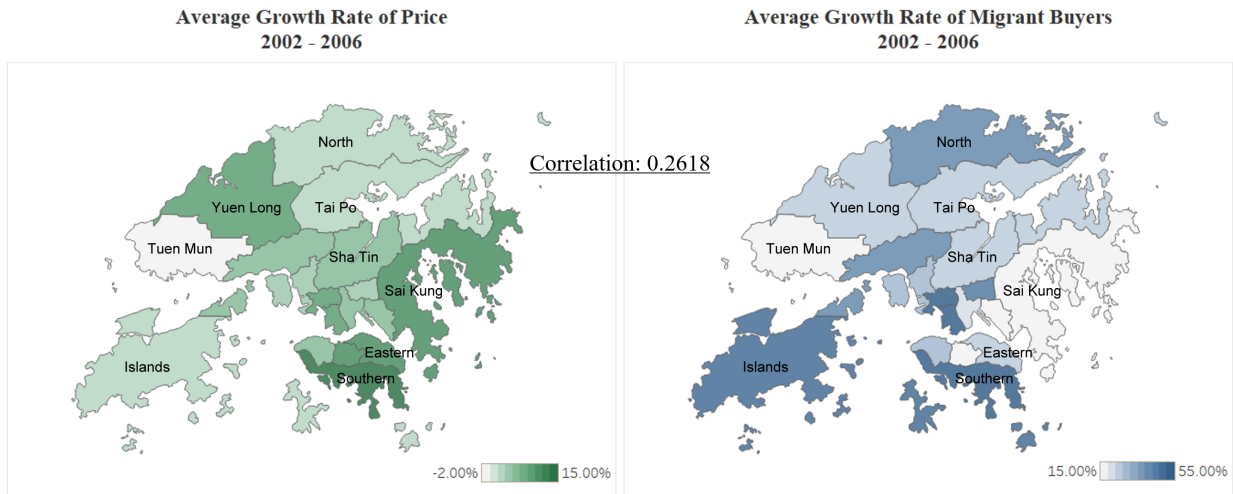 Average Growth Rate of Price
2002 - 2006
North
Yuen Long
Tai Po
Tuen Mun
Sha Tin
Sai Kung
Islands
Eastern
Southern
-2.00% 15.00%
Correlation: 0.2618
Average Growth Rate of Migrant Buyers
2002 - 2006
North
Yuen Long
Tai Po
Tuen Mun
Sha Tin
Sai Kung
Islands
Eastern
Southern
15.00% 55.00%